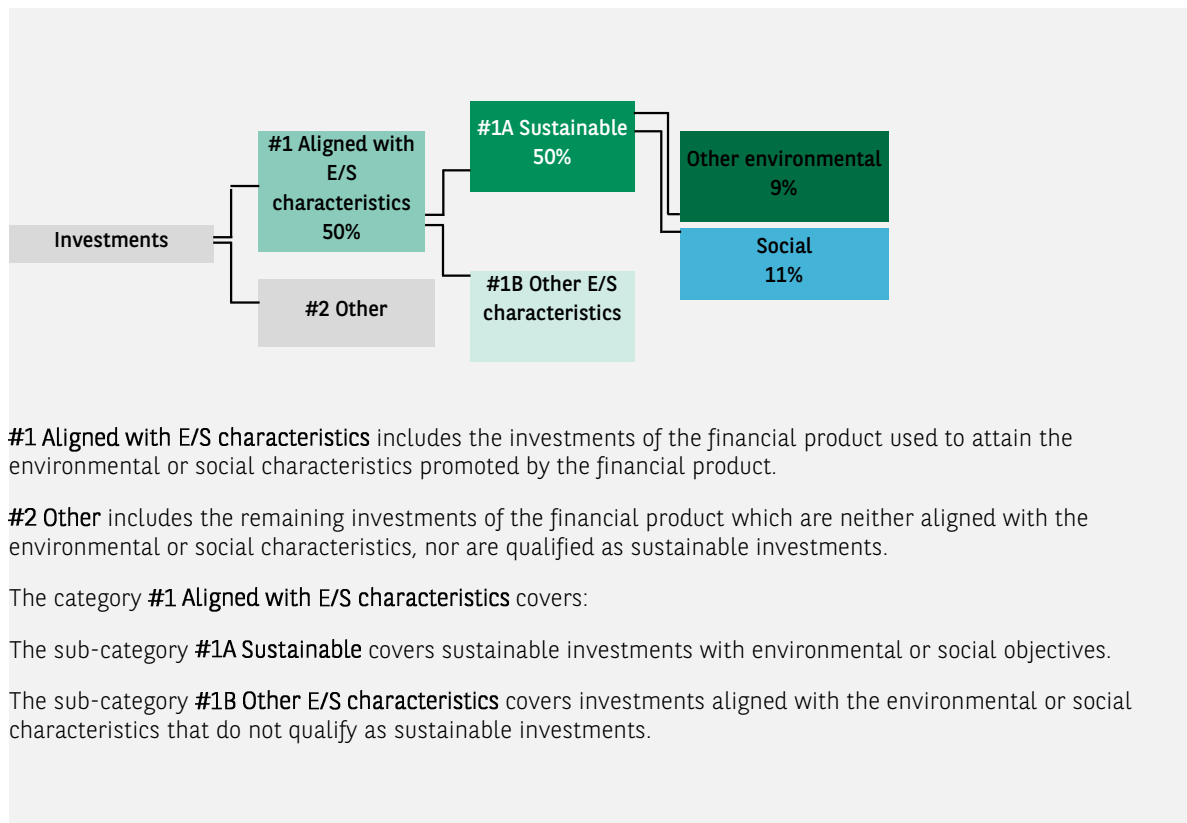 Investments
#1 Aligned with
E/S
characteristics
50%
#2 Other
#1A Sustainable
50%
#1B Other E/S
characteristics
Other environmental
9%
Social
11%
#1 Aligned with E/S characteristics includes the investments of the financial product used to attain the
environmental or social characteristics promoted by the financial product.
#2 Other includes the remaining investments of the financial product which are neither aligned with the
environmental or social characteristics, nor are qualified as sustainable investments.
The category #1 Aligned with E/S characteristics covers:
The sub-category #1A Sustainable covers sustainable investments with environmental or social objectives.
The sub-category #1B Other E/S characteristics covers investments aligned with the environmental or social
characteristics that do not qualify as sustainable investments.